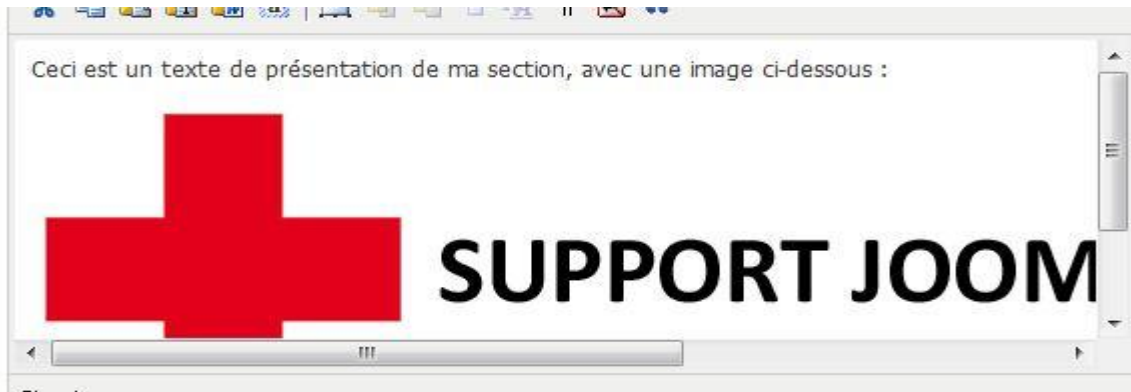 Ceci est un texte de présentation de ma section, avec une image ci-dessous :
SUPPORT JOOM